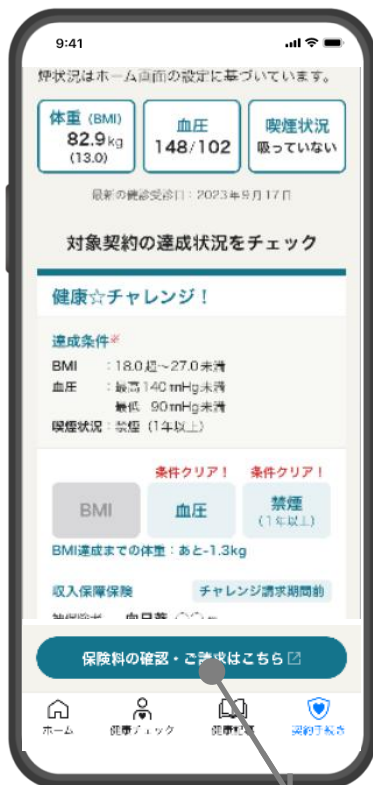 9:41
煙状況はホーム画面の設定に基づいています。
体重 (BMI)
82.9kg
(13.0)
血圧
148/102
喫煙状況
吸っていない
最新の健診受診日：2023年9月17日
対象契約の達成状況をチェック
健康☆チャレンジ！
達成条件※
BMI ：18.0超～27.0未満
血圧 ：最高140mmHg未満
最低 90mmHg未満
喫煙状況：禁煙（1年以上）
条件クリア！ 条件クリア！
BMI
血圧
禁煙
(1年以上)
BMI達成までの体重：あと-1.3kg
収入保障保険
チャレンジ請求期間前
保険料の確認・ご請求はこちら
ホーム
健康チェック
健康記事
契約手続き